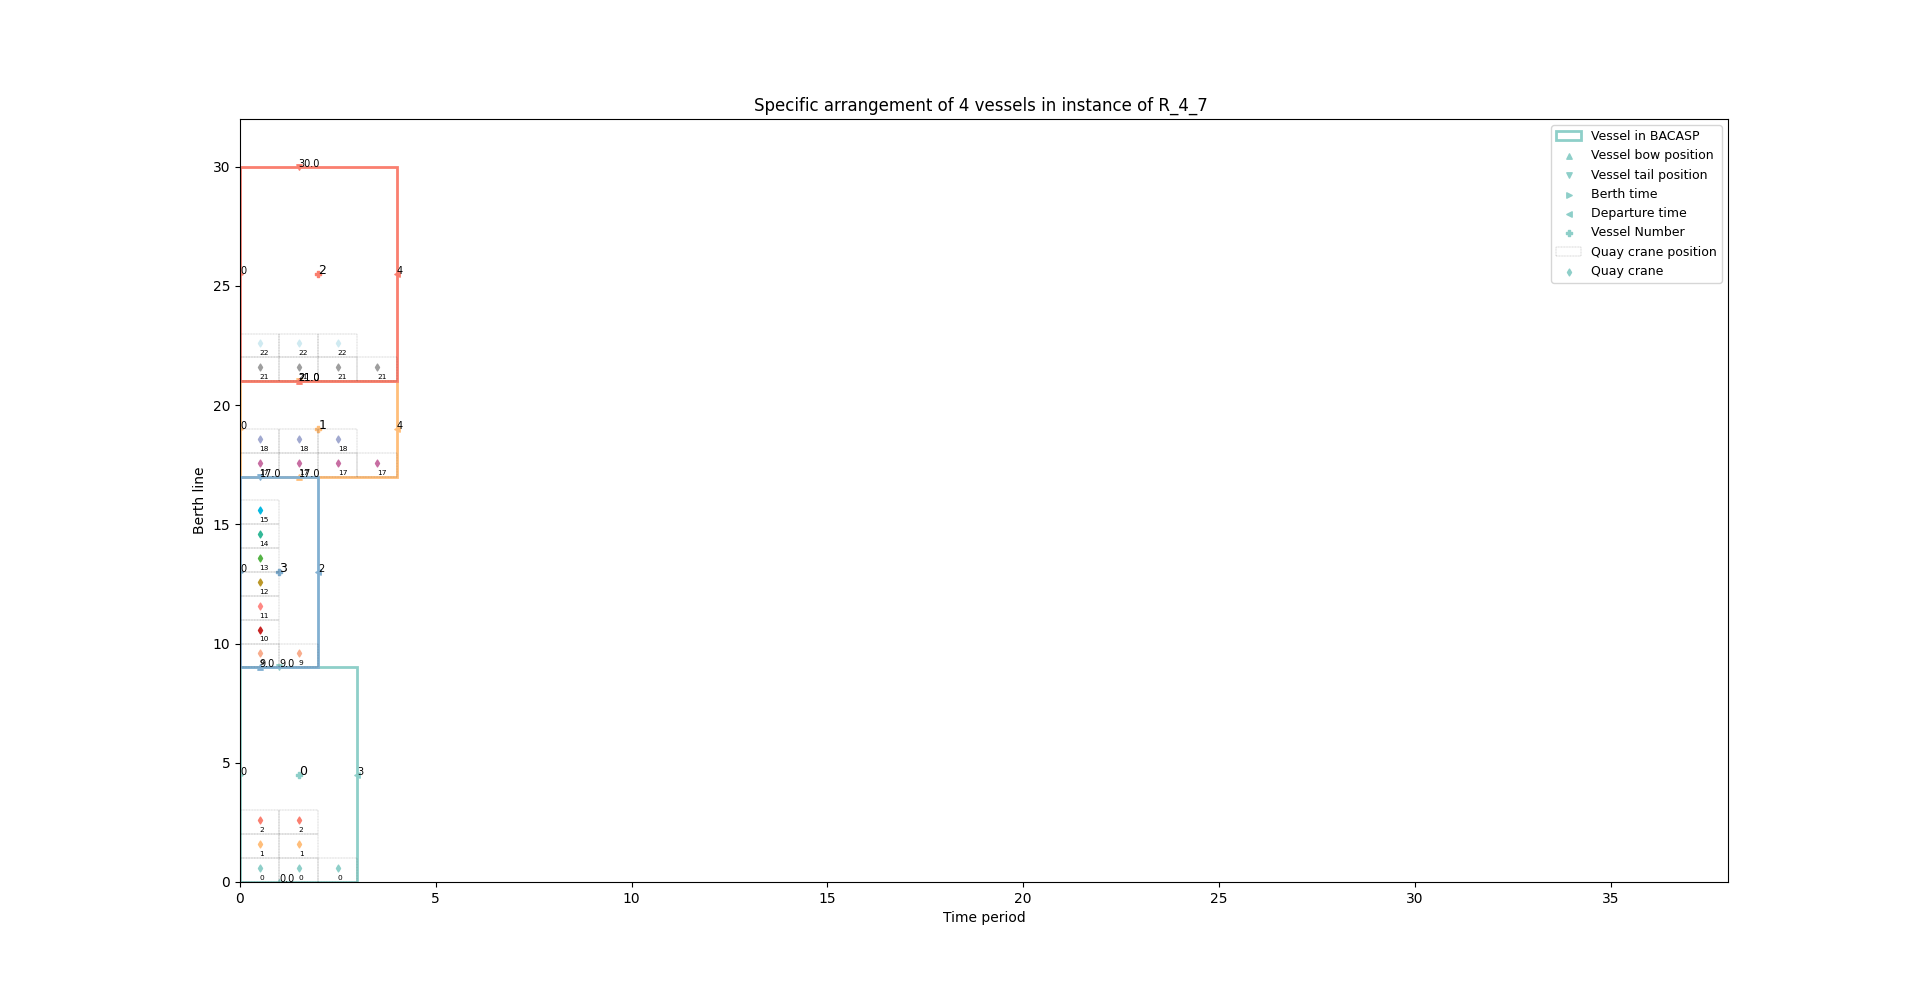 Specific arrangement of 4 vessels in instance of R_4_7
Vessel in BACASP
Vessel bow position
Vessel tail position
Berth time
Departure time
Vessel Number
Quay crane position
Quay crane
Berth line
30
25
20
15
10
5
0
30.0
0 2 4
22 22 22
21 21 21
21.0
0 1 4
18 18 18
17 17 17
17.0 17.0
15
14
13
0 3 2
12
11
10
9
9.0 9.0
0 0 3
2 2
1 1
0 0 0
0.0
0 5 10 15 20 25 30 35
Time period